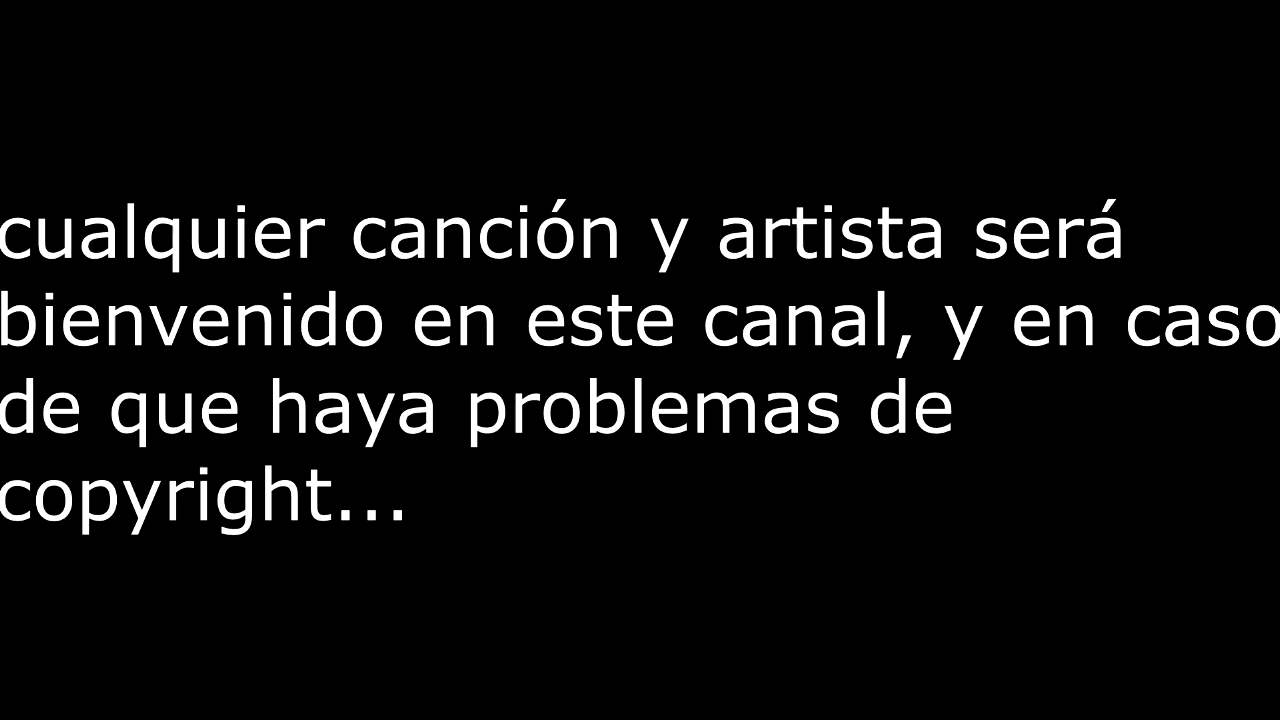 cualquier canción y artista será
bienvenido en este canal, y en caso
de que haya problemas de
copyright...